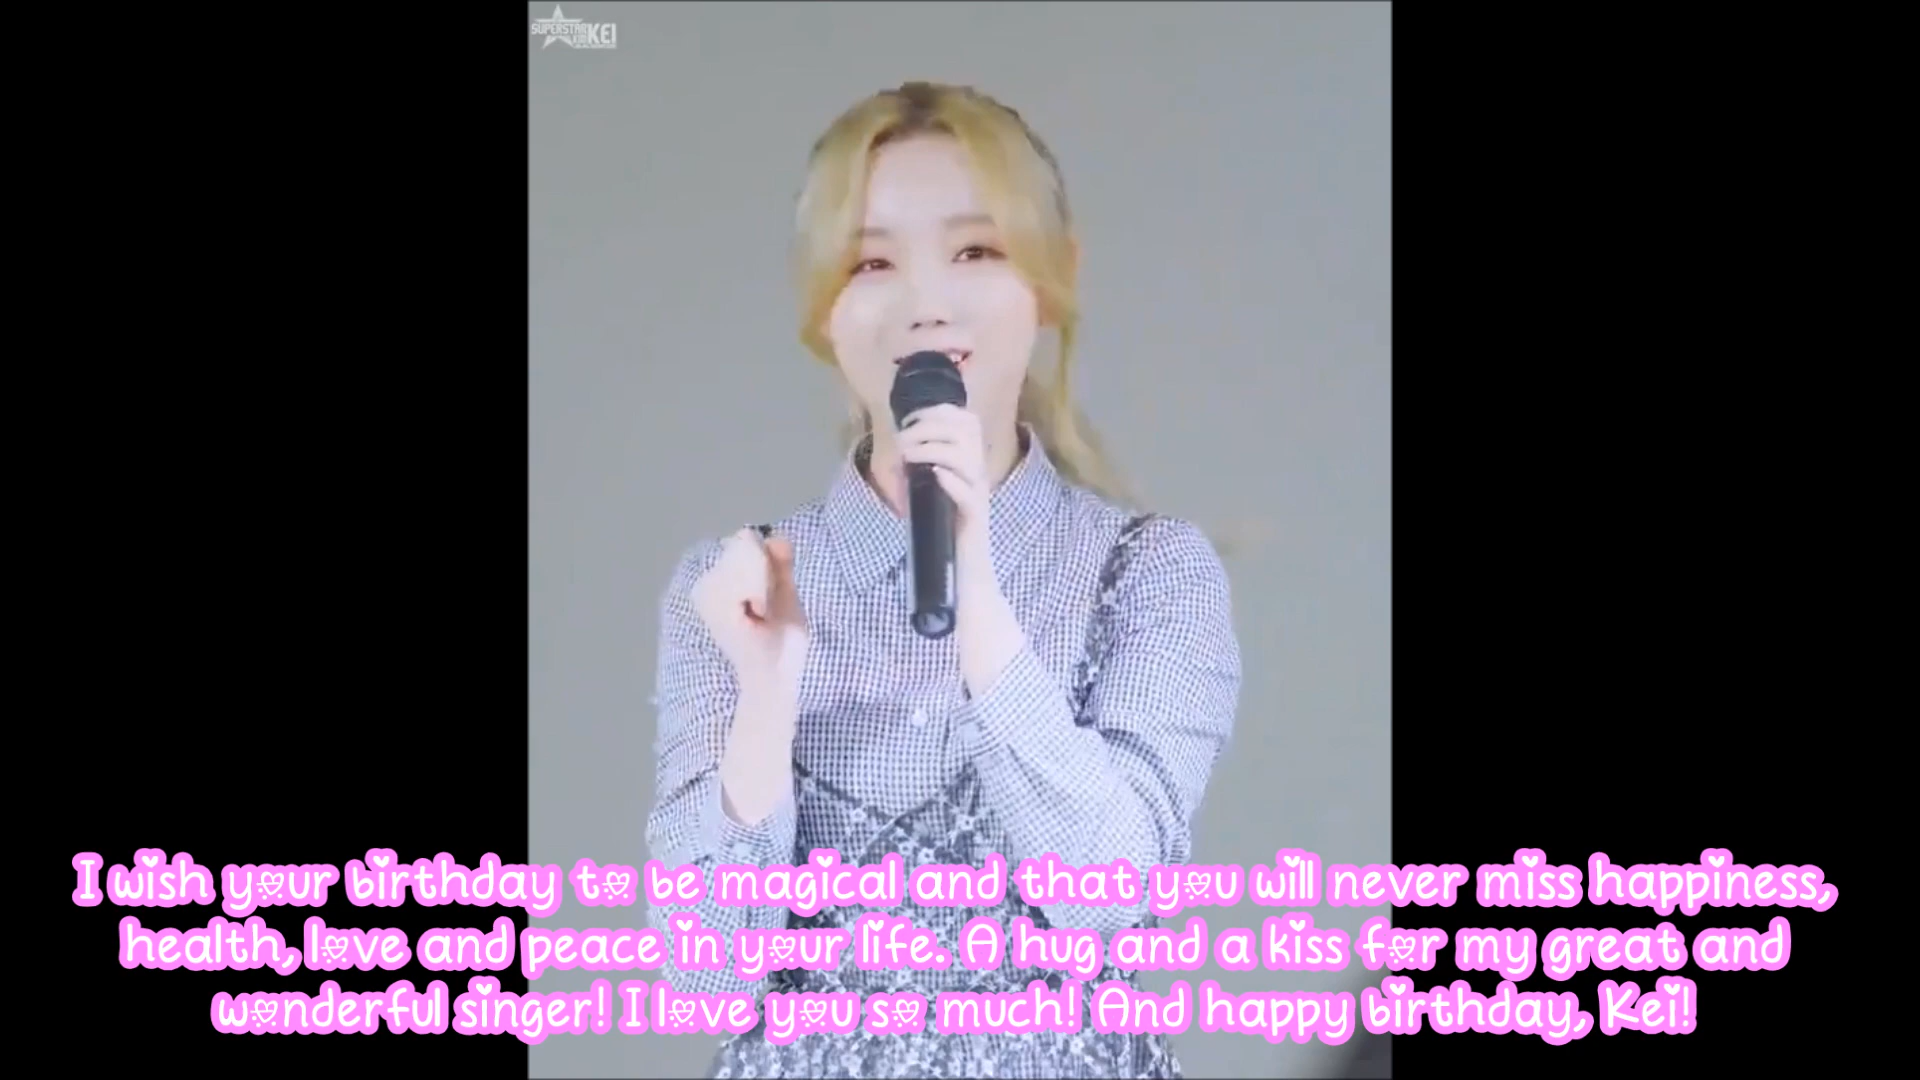 SUPERSTAR
KEI
I wish your birthday to be magical and that you will never miss happiness,
health, love and peace in your life. A hug and a kiss for my great and
wonderful singer! I love you so much! And happy birthday, Kei!